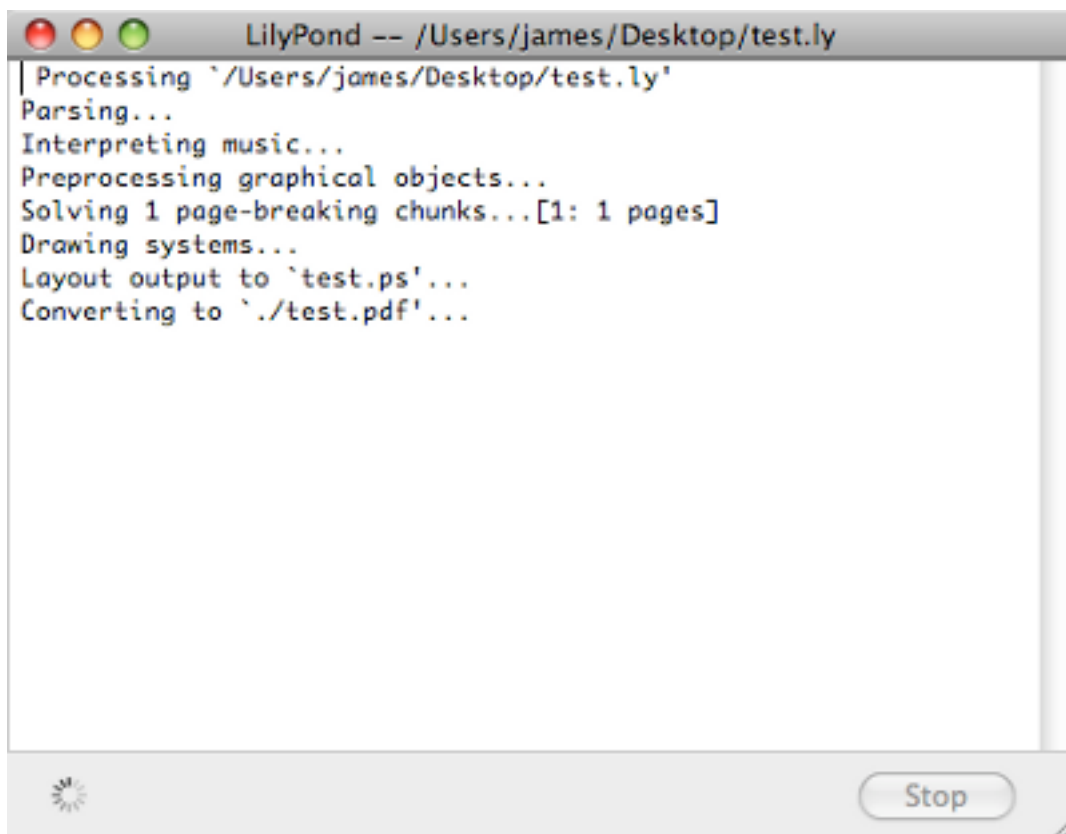 LilyPond -- /Users/james/Desktop/test.ly
Processing `/Users/james/Desktop/test.ly'
Parsing...
Interpreting music...
Preprocessing graphical objects...
Solving 1 page-breaking chunks...[1: 1 pages]
Drawing systems...
Layout output to `test.ps'...
Converting to `./test.pdf'...
Stop